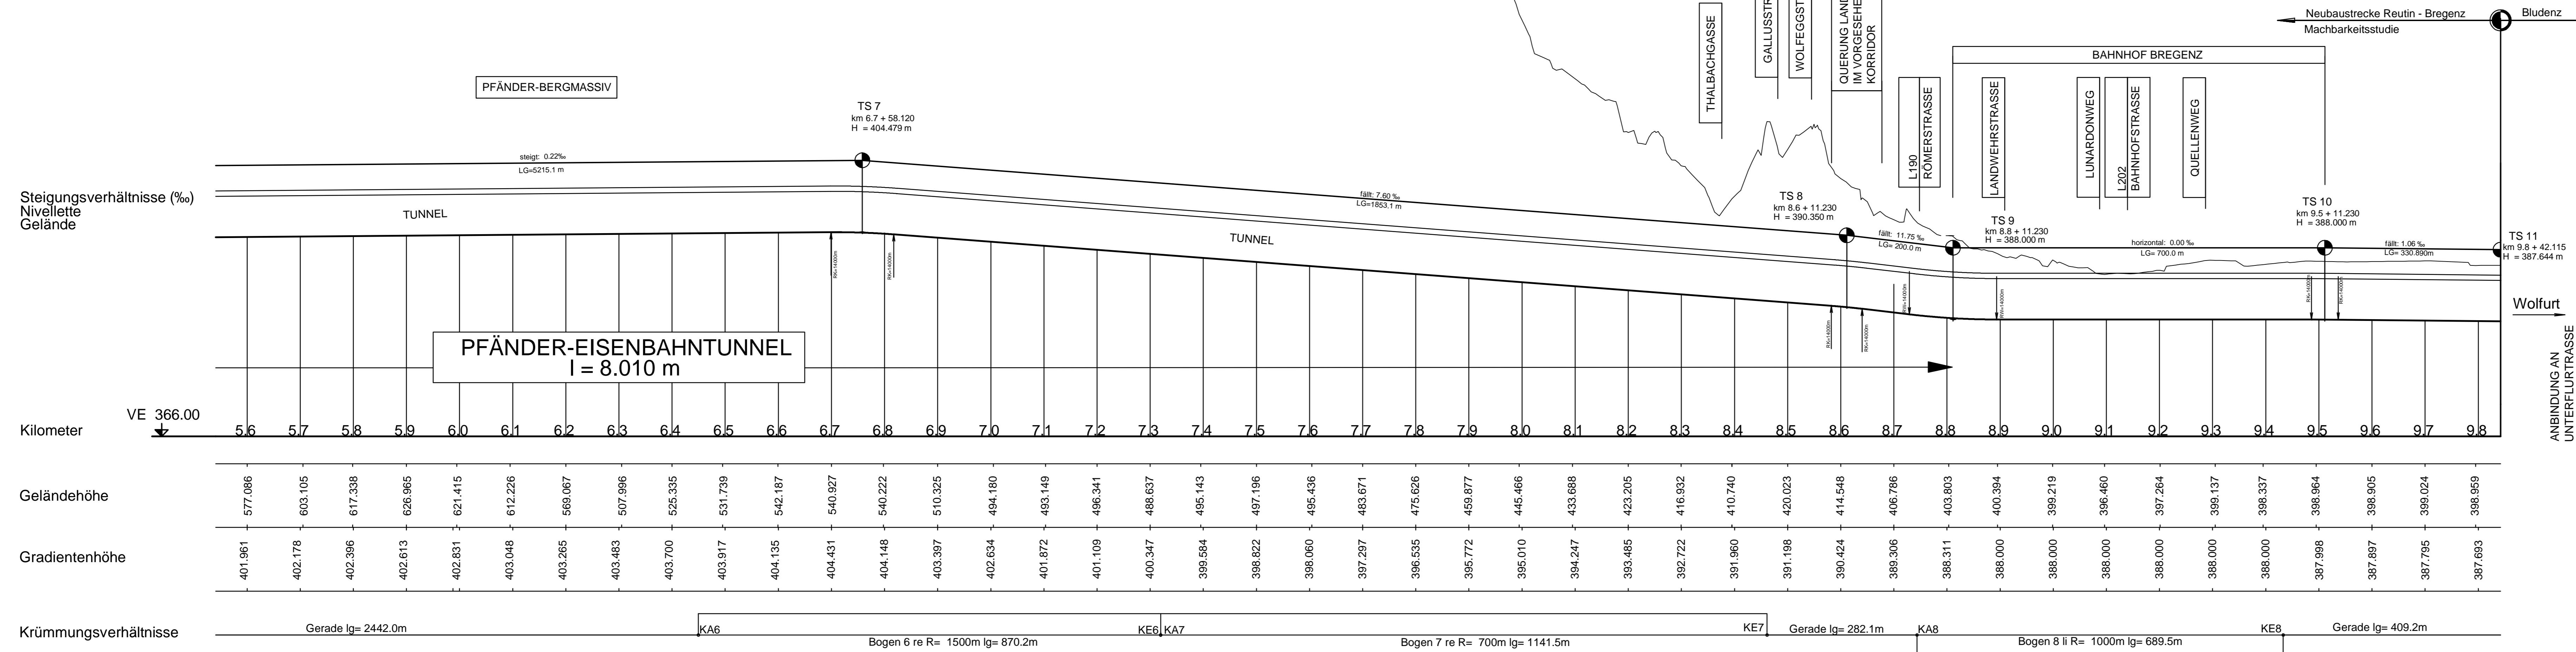 Neubaustrecke Reutin - Bregenz
Machbarkeitsstudie
Bludenz
BAHNHOF BREGENZ
PFÄNDER-BERGMASSIV
THALBACHGASSE
GALLUSSTR
WOLFEGGST
QUERUNG LAND
IM VORGESEHE
KORRIDOR
L190
RÖMERSTRASSE
LANDWEHRSTRASSE
LUNARDONWEG
L202
BAHNHOFSTRASSE
QUELLENWEG
TS 7
km 6.7 + 58.120
H = 404.479 m
steigt: 0.22‰
LG=5215.1 m
fällt: 7.60 ‰
LG=1853.1 m
TS 8
km 8.6 + 11.230
H = 390.350 m
fällt: 11.75 ‰
LG= 200.0 m
TS 9
km 8.8 + 11.230
H = 388.000 m
horizontal: 0.00 ‰
LG= 700.0 m
TS 10
km 9.5 + 11.230
H = 388.000 m
fällt: 1.06 ‰
LG= 330.890m
TS 11
km 9.8 + 42.115
H = 387.644 m
Steigungsverhältnisse (‰)
Nivellette
Gelände
TUNNEL
TUNNEL
RK=14000m
RK=14000m
RK=14000m
RK=14000m
RW=14000m
RW=14000m
RK=14000m
RK=14000m
Wolfurt
ANBINDUNG AN
UNTERFLURTRASSE
PFÄNDER-EISENBAHNTUNNEL
l = 8.010 m
VE 366.00
Kilometer 5.6 5.7 5.8 5.9 6.0 6.1 6.2 6.3 6.4 6.5 6.6 6.7 6.8 6.9 7.0 7.1 7.2 7.3 7.4 7.5 7.6 7.7 7.8 7.9 8.0 8.1 8.2 8.3 8.4 8.5 8.6 8.7 8.8 8.9 9.0 9.1 9.2 9.3 9.4 9.5 9.6 9.7 9.8
Geländehöhe 577.086 603.105 617.338 626.965 621.415 612.226 569.067 507.996 525.335 531.739 542.187 540.927 540.222 510.325 494.180 493.149 496.341 488.637 495.143 497.196 495.436 483.671 475.626 459.877 445.466 433.688 423.205 416.932 410.740 420.023 414.548 406.786 403.803 400.394 399.219 396.460 397.264 399.137 398.337 398.964 398.905 399.024 398.959
Gradientenhöhe 401.961 402.178 402.396 402.613 402.831 403.048 403.265 403.483 403.700 403.917 404.135 404.431 404.148 403.397 402.634 401.872 401.109 400.347 399.584 398.822 398.060 397.297 396.535 395.772 395.010 394.247 393.485 392.722 391.960 391.198 390.424 389.306 388.311 388.000 388.000 388.000 388.000 388.000 388.000 387.998 387.897 387.795 387.693
Krümmungsverhältnisse
Gerade lg= 2442.0m
KA6
Bogen 6 re R= 1500m lg= 870.2m
KE6
KA7
Bogen 7 re R= 700m lg= 1141.5m
KE7
Gerade lg= 282.1m
KA8
Bogen 8 li R= 1000m lg= 689.5m
KE8
Gerade lg= 409.2m